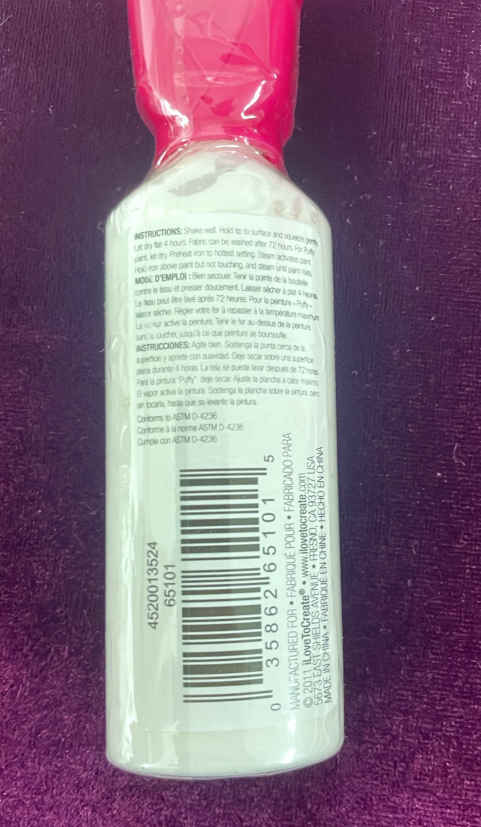 INSTRUCTIONS: Shake well. Hold tip to surface and squeeze gently.
Let dry flat 4 hours. Fabric can be washed after 72 hours. For Puffy
paint, let dry. Preheat iron to hottest setting. Steam activates paint.
Hold iron above paint but not touching, and steam until paint rises.
MODE D'EMPLOI : Bien secouer. Tenir la pointe de la bouteille
contre le tissu et presser doucement. Laisser sécher à plat 4 heures.
Le tissu peut être lavé après 72 heures. Pour la peinture « Puffy »
laisser sécher. Régler votre fer à repasser à la température maximum.
La vapeur active la peinture. Tenir le fer au-dessus de la peinture
sans la toucher, jusqu'à ce que peinture se boursoufle.
INSTRUCCIONES: Agite bien. Sostenga la punta cerca de la
superficie y apriete con suavidad. Deje secar sobre una superficie
plana durante 4 horas. La tela se puede lavar después de 72 horas.
Para la pintura "Puffy", deje secar. Ajuste la plancha a calor máximo.
El vapor activa la pintura. Sostenga la plancha sobre la pintura, pero
sin tocarla, hasta que se levante la pintura.
Conforms to ASTM D-4236
Conforme à la norme ASTM D-4236
Cumple con ASTM D-4236
4520013524
65101
0 35862 65101 5
MANUFACTURED FOR • FABRIQUÉ POUR • FABRICADO PARA
© 2011 iLoveToCreate® • www.ilovetocreate.com
5673 EAST SHIELDS AVENUE • FRESNO, CA 93727 USA
MADE IN CHINA • FABRIQUÉ EN CHINE • HECHO EN CHINA